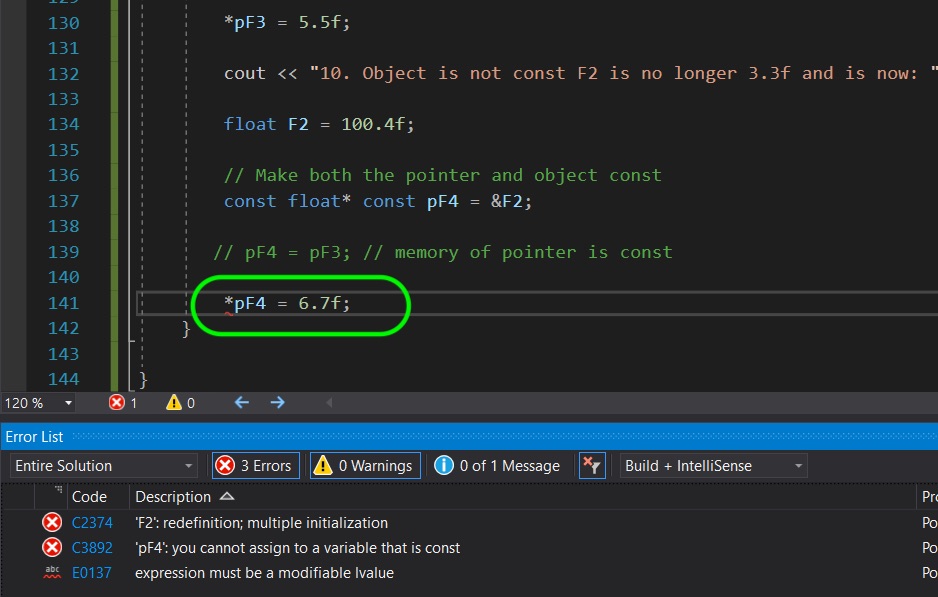 129
130 *pF3 = 5.5f;
131
132 cout << "10. Object is not const F2 is no longer 3.3f and is now: "
133
134 float F2 = 100.4f;
135
136 // Make both the pointer and object const
137 const float* const pF4 = &F2;
138
139 // pF4 = pF3; // memory of pointer is const
140
141 *pF4 = 6.7f;
142 }
143
144 }
120 % 1 0
Error List
Entire Solution 3 Errors 0 Warnings 0 of 1 Message Build + IntelliSense
Code Description Pr
C2374 'F2': redefinition; multiple initialization Po
C3892 'pF4': you cannot assign to a variable that is const Po
abc E0137 expression must be a modifiable lvalue Po